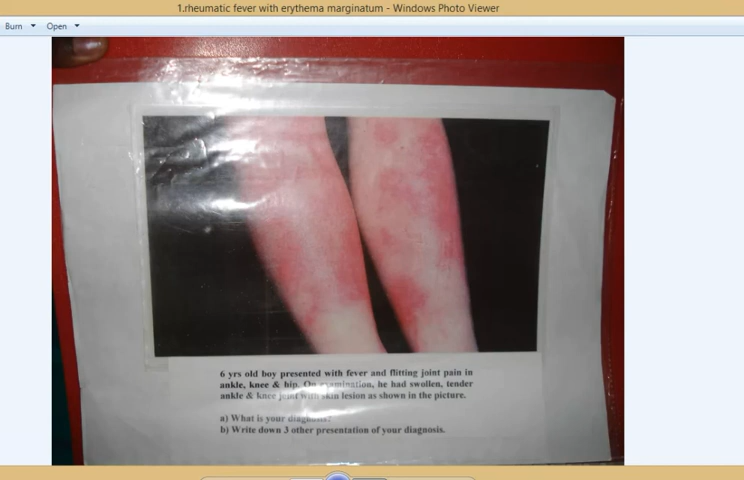 1.rheumatic fever with erythema marginatum - Windows Photo Viewer
Burn Open
6 yrs old boy presented with fever and flitting joint pain in
ankle, knee & hip. On examination, he had swollen, tender
ankle & knee joint with skin lesion as shown in the picture.
a) What is your diagnosis?
b) Write down 3 other presentation of your diagnosis.